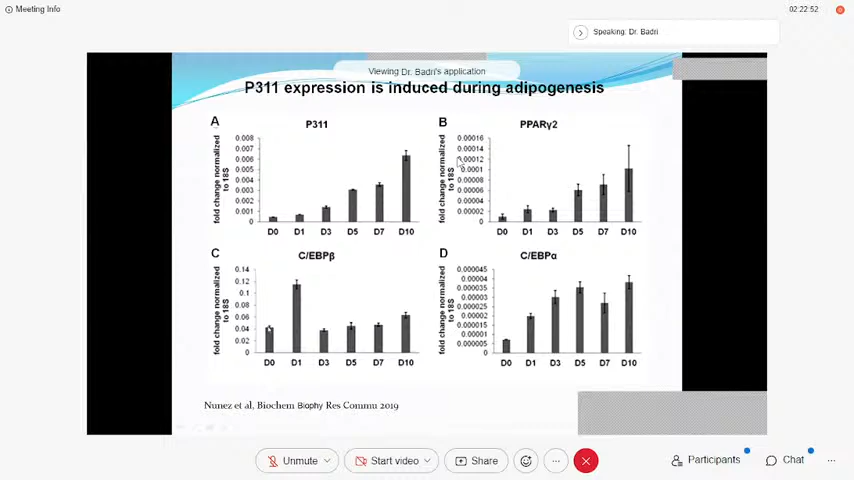 Meeting Info
02:22:52
Speaking: Dr. Badri
Viewing Dr. Badri's application
P311 expression is induced during adipogenesis
A
P311
fold change normalized
to 18S
0.008
0.007
0.006
0.005
0.004
0.003
0.002
0.001
0
D0 D1 D3 D5 D7 D10
B
PPARγ2
fold change normalized
to 18S
0.00016
0.00014
0.00012
0.0001
0.00008
0.00006
0.00004
0.00002
0
D0 D1 D3 D5 D7 D10
C
C/EBPβ
fold change normalized
to 18S
0.14
0.12
0.1
0.08
0.06
0.04
0.02
0
D0 D1 D3 D5 D7 D10
D
C/EBPα
fold change normalized
to 18S
0.000045
0.00004
0.000035
0.00003
0.000025
0.00002
0.000015
0.00001
0.000005
0
D0 D1 D3 D5 D7 D10
Nunez et al, Biochem Biophy Res Commu 2019
Unmute
Start video
Share
Participants
Chat